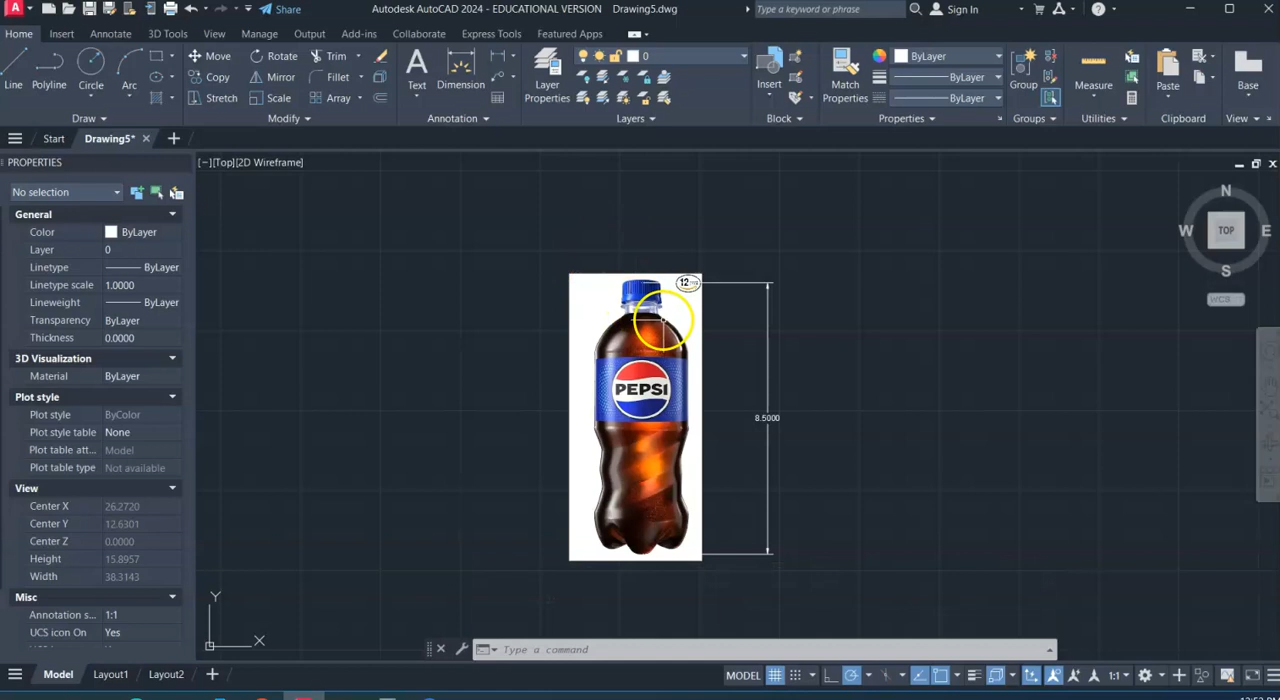 A Share Autodesk AutoCAD 2024 - EDUCATIONAL VERSION Drawing5.dwg Type a keyword or phrase Sign In
Home Insert Annotate 3D Tools View Manage Output Add-ins Collaborate Express Tools Featured Apps
Line Polyline Circle Arc Move Rotate Trim Copy Mirror Fillet Stretch Scale Array Text Dimension Layer Properties 0 Insert Match Properties ByLayer ByLayer ByLayer Group Measure Paste Base
Draw Modify Annotation Layers Block Properties Groups Utilities Clipboard View
Start Drawing5*
PROPERTIES
[−][Top][2D Wireframe]
No selection
General
Color ByLayer
Layer 0
Linetype ByLayer
Linetype scale 1.0000
Lineweight ByLayer
Transparency ByLayer
Thickness 0.0000
3D Visualization
Material ByLayer
Plot style
Plot style ByColor
Plot style table None
Plot table att... Model
Plot table type Not available
View
Center X 26.2720
Center Y 12.6301
Center Z 0.0000
Height 15.8957
Width 38.3143
Misc
Annotation s... 1:1
UCS icon On Yes
N
W TOP E
S
WCS
12
PEPSI
8.5000
Y
X
Type a command
Model Layout1 Layout2 MODEL 1:1